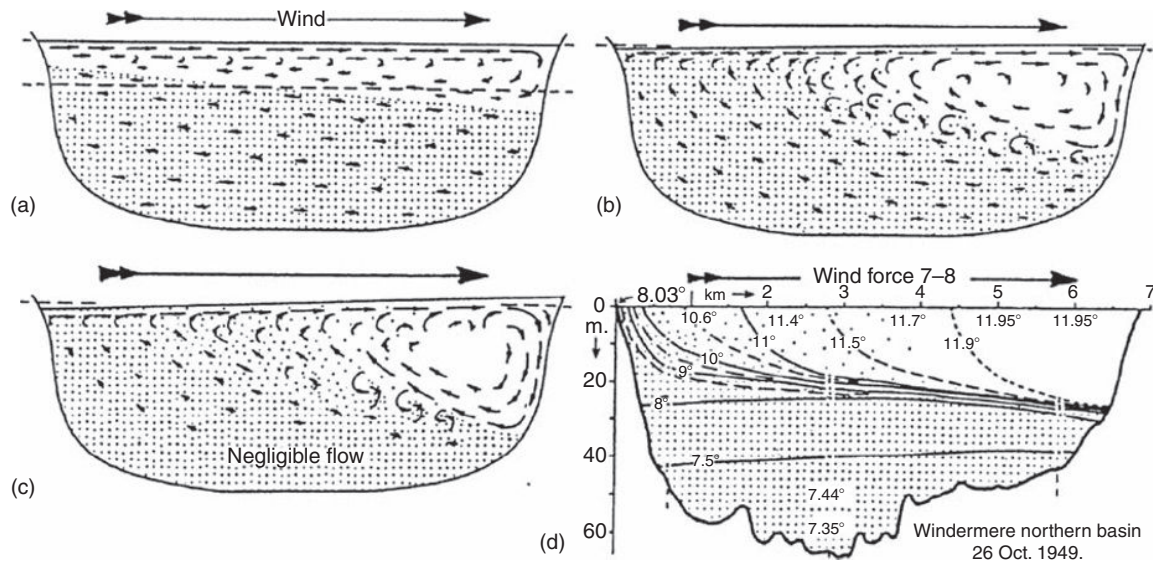 Wind
(a)
(b)
Negligible flow
(c)
Wind force 7–8
8.03° km 2 3 4 5 6 7
0
m.
10.6° 11.4° 11.7° 11.95° 11.95°
11° 11.5° 11.9°
10°
9°
20
8°
40
7.5°
7.44°
7.35°
60
(d)
Windermere northern basin
26 Oct. 1949.